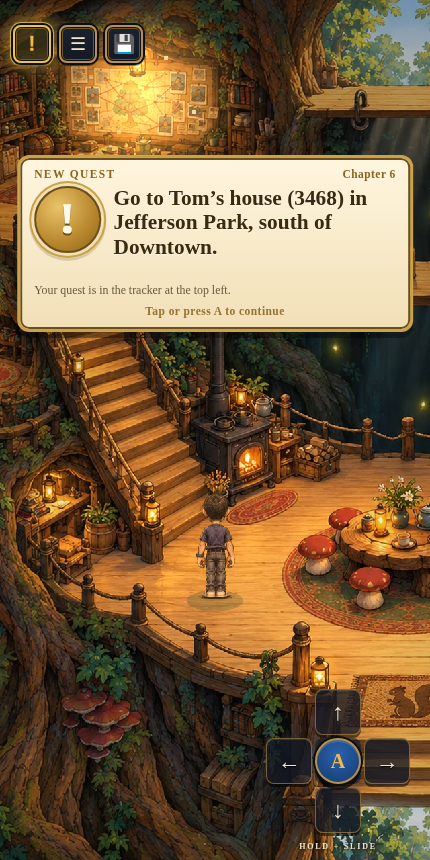 !
☰
NEW QUEST
Chapter 6
!
Go to Tom's house (3468) in
Jefferson Park, south of
Downtown.
Your quest is in the tracker at the top left.
Tap or press A to continue
↑
←
A
→
↓
HOLD + SLIDE